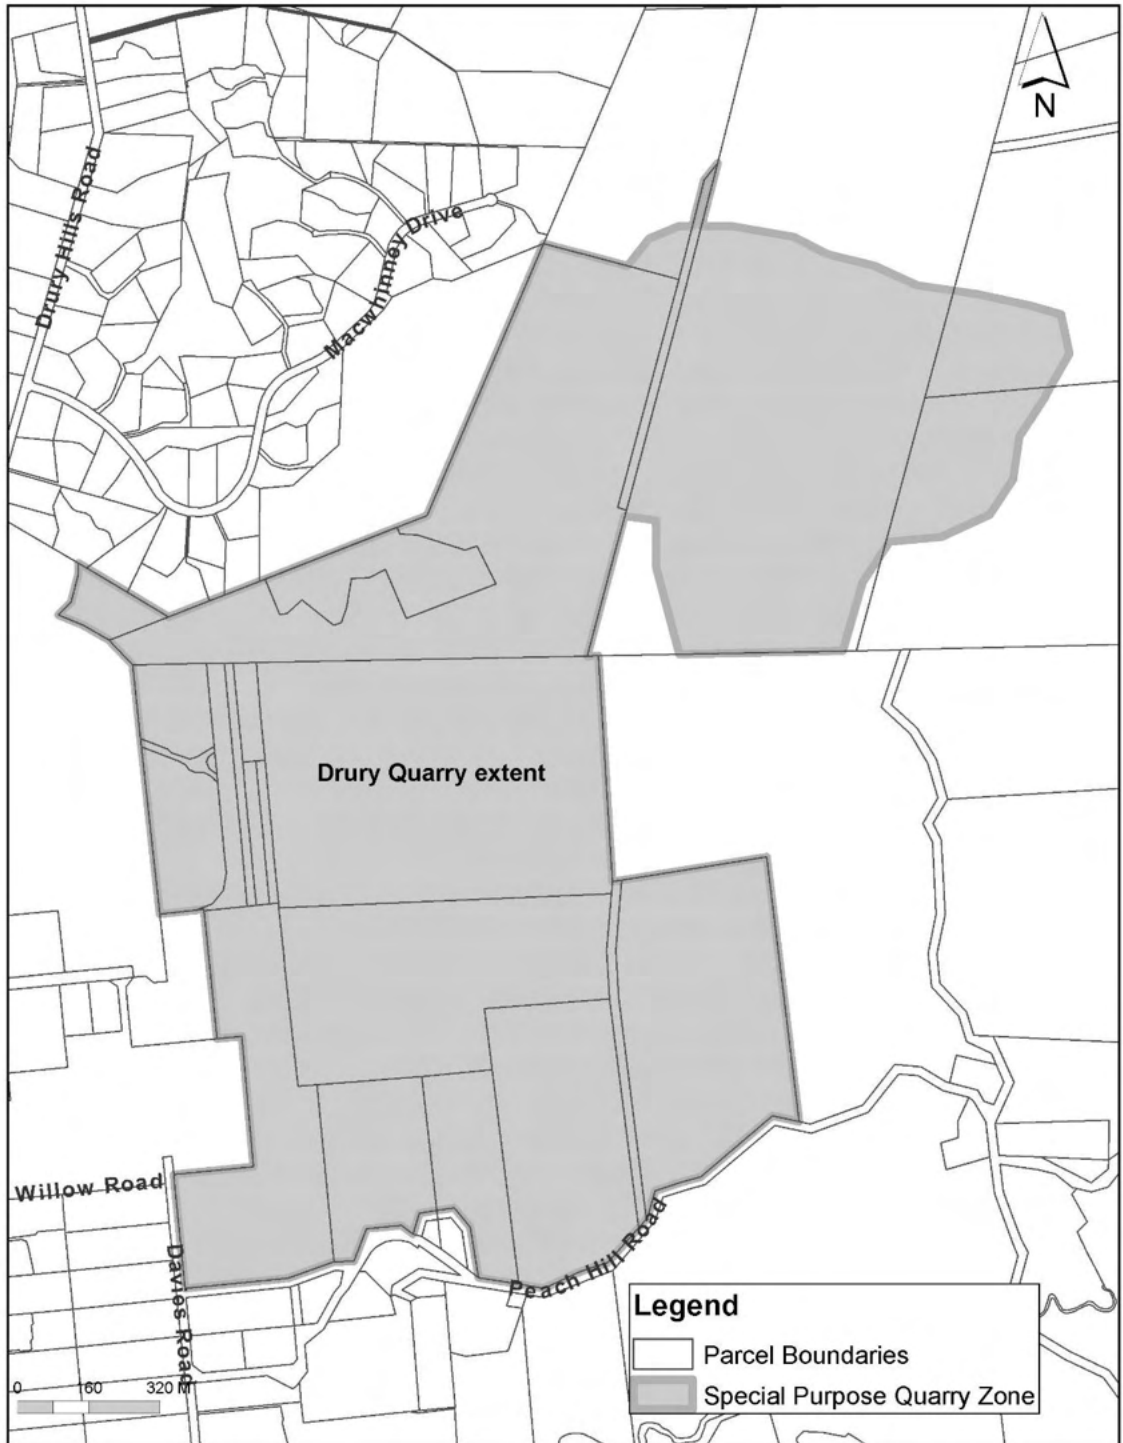 N
Drury Hills Road
Macwhinney Drive
Drury Quarry extent
Willow Road
Davies Road
Peach Hill Road
Legend
Parcel Boundaries
Special Purpose Quarry Zone
0 160 320 M